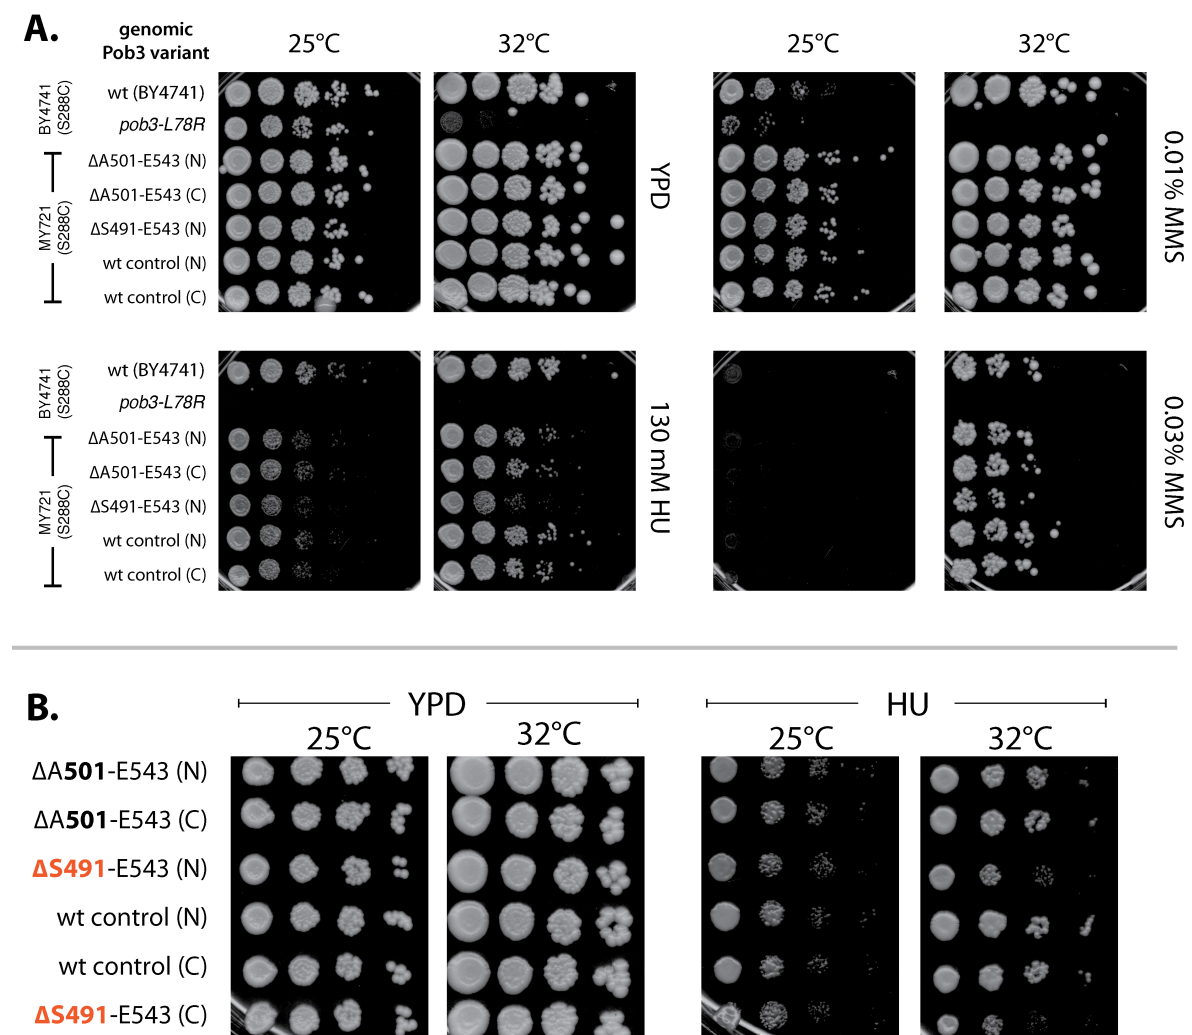 A.
genomic
Pob3 variant
25°C
32°C
25°C
32°C
BY4741
(S288C)
MY721
(S288C)
wt (BY4741)
pob3-L78R
ΔA501-E543 (N)
ΔA501-E543 (C)
ΔS491-E543 (N)
wt control (N)
wt control (C)
YPD
0.01% MMS
BY4741
(S288C)
MY721
(S288C)
wt (BY4741)
pob3-L78R
ΔA501-E543 (N)
ΔA501-E543 (C)
ΔS491-E543 (N)
wt control (N)
wt control (C)
130 mM HU
0.03% MMS
B.
YPD
HU
25°C
32°C
25°C
32°C
ΔA501-E543 (N)
ΔA501-E543 (C)
ΔS491-E543 (N)
wt control (N)
wt control (C)
ΔS491-E543 (C)